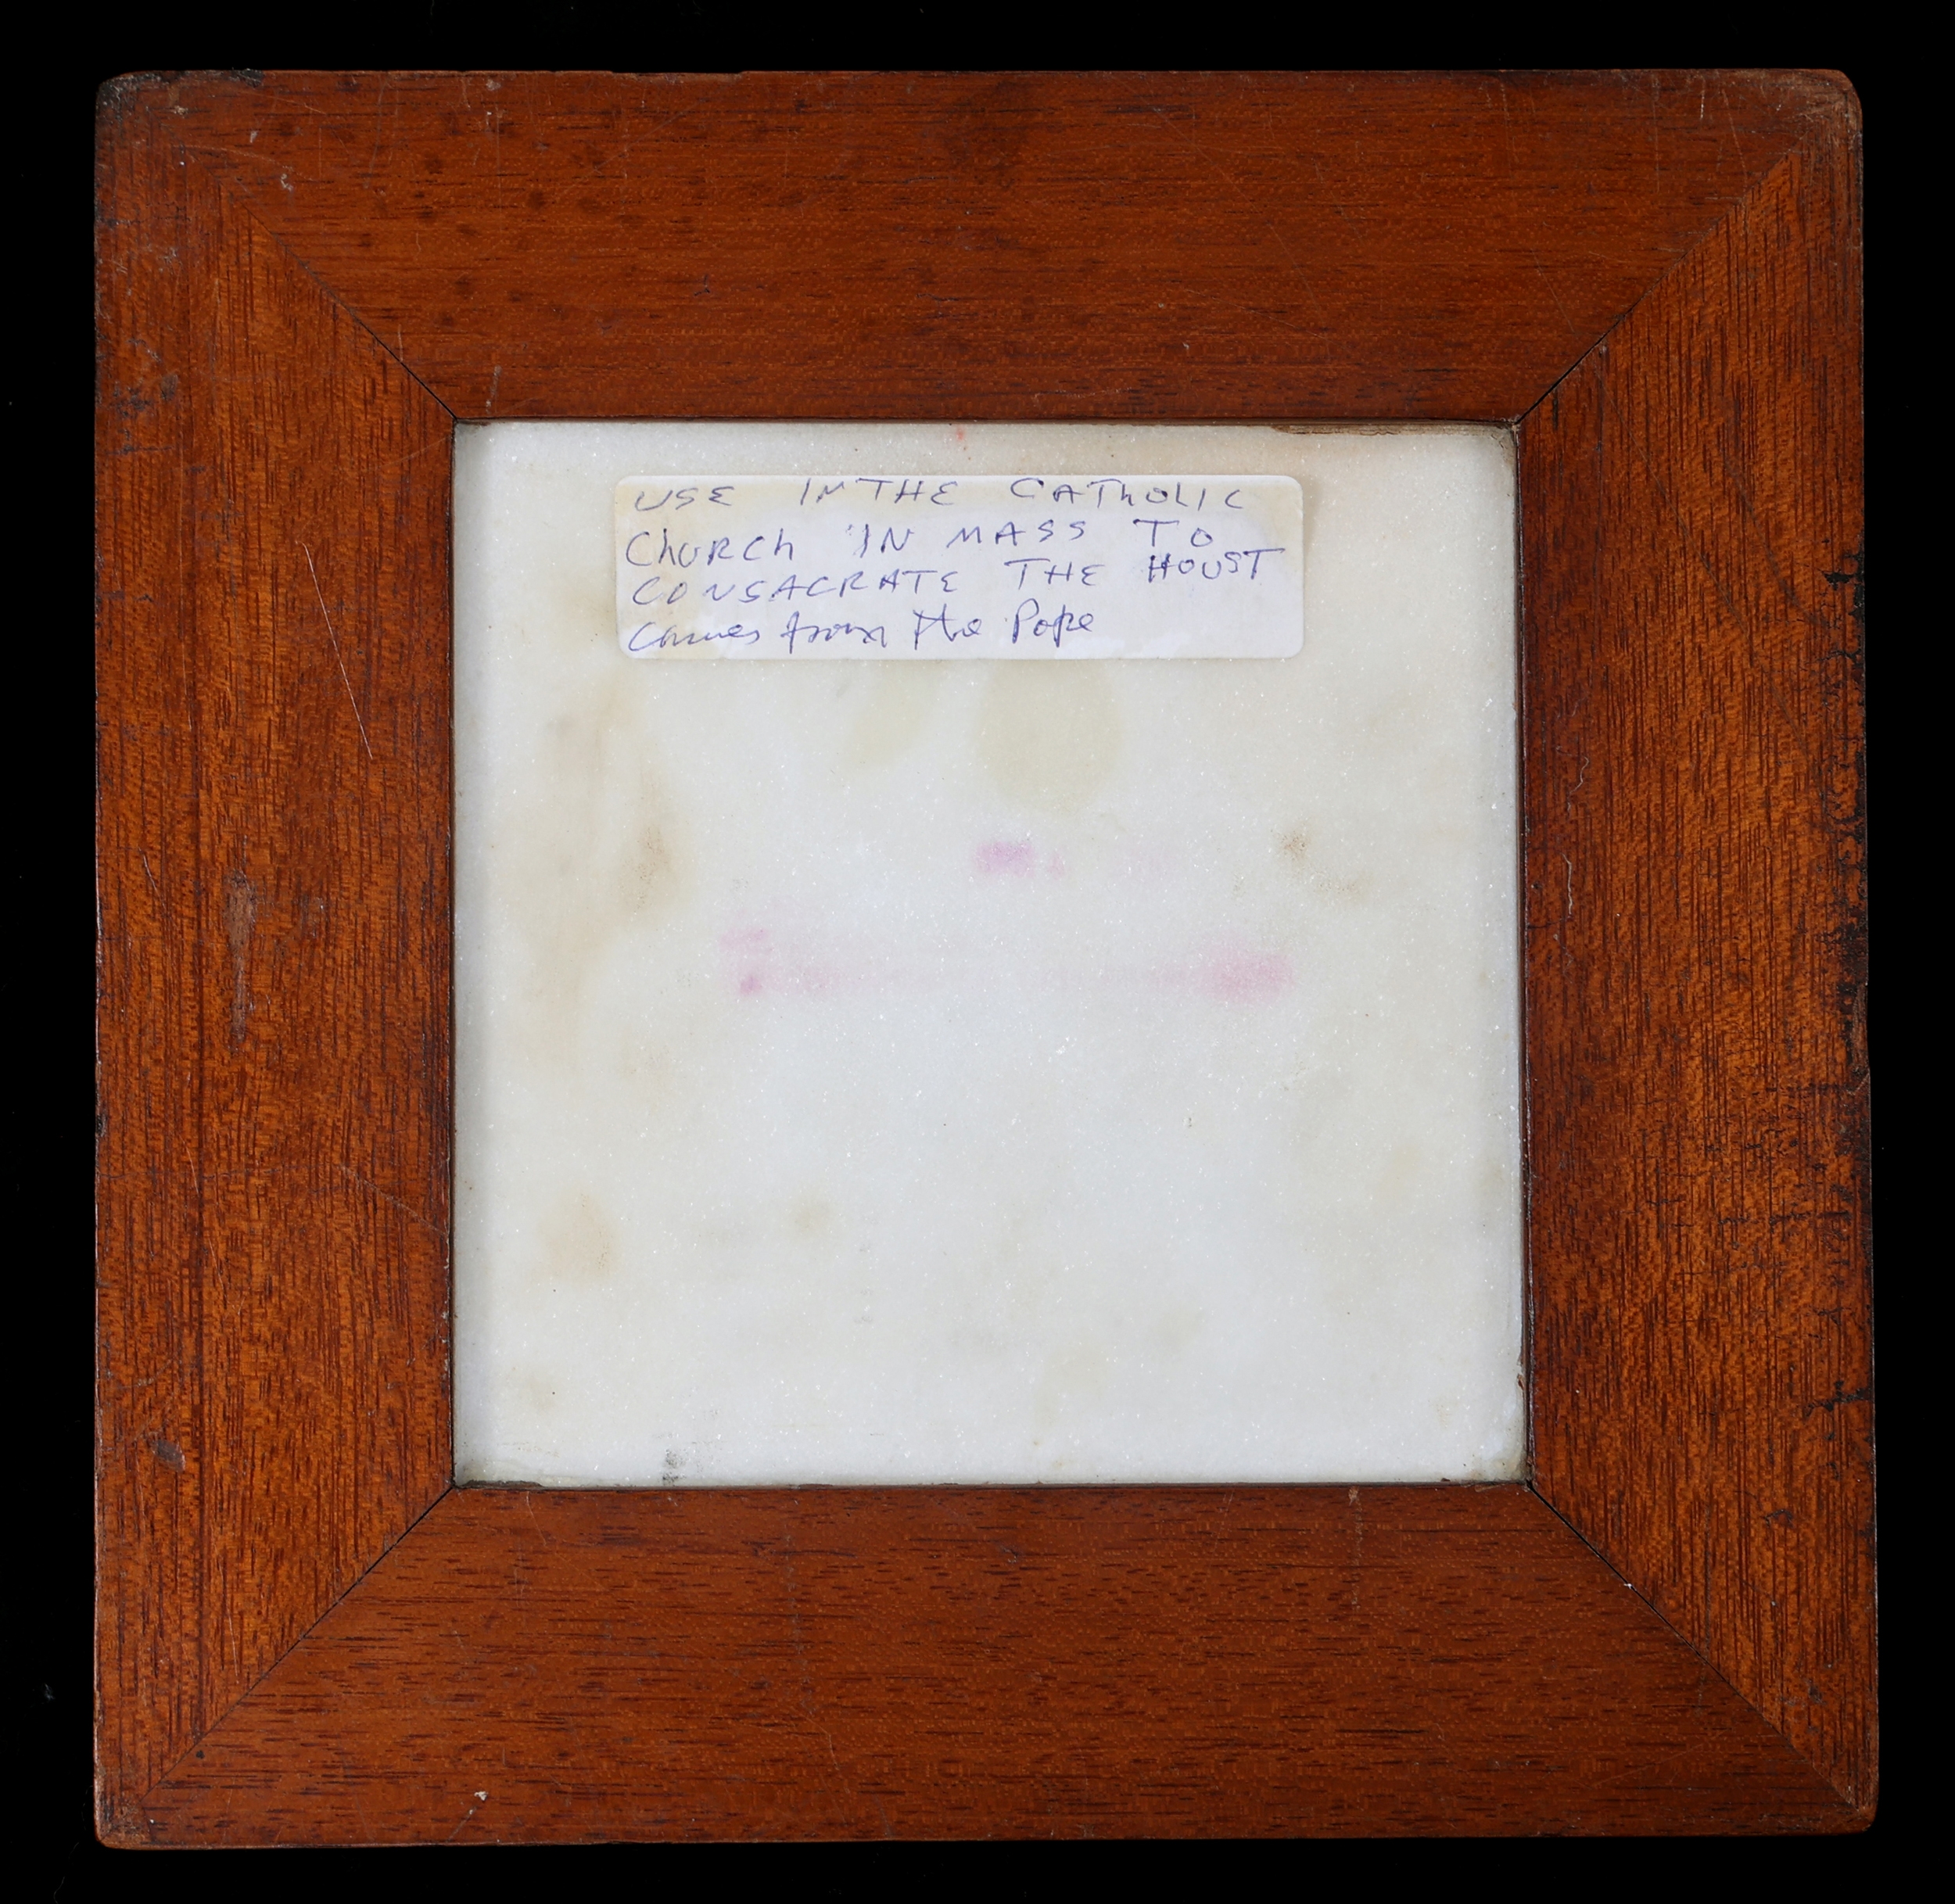 USE IN THE CATHOLIC
CHURCH IN MASS TO
CONSACRATE THE HOUST
Comes from the Pope